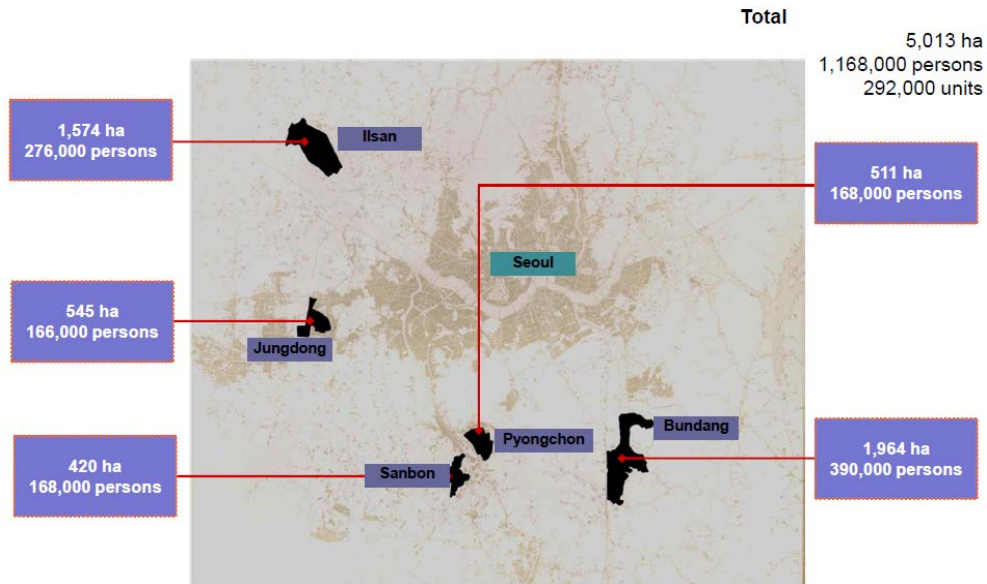 Total
5,013 ha
1,168,000 persons
292,000 units
1,574 ha
276,000 persons
Ilsan
511 ha
168,000 persons
Seoul
545 ha
166,000 persons
Jungdong
Bundang
Pyongchon
1,964 ha
390,000 persons
420 ha
168,000 persons
Sanbon